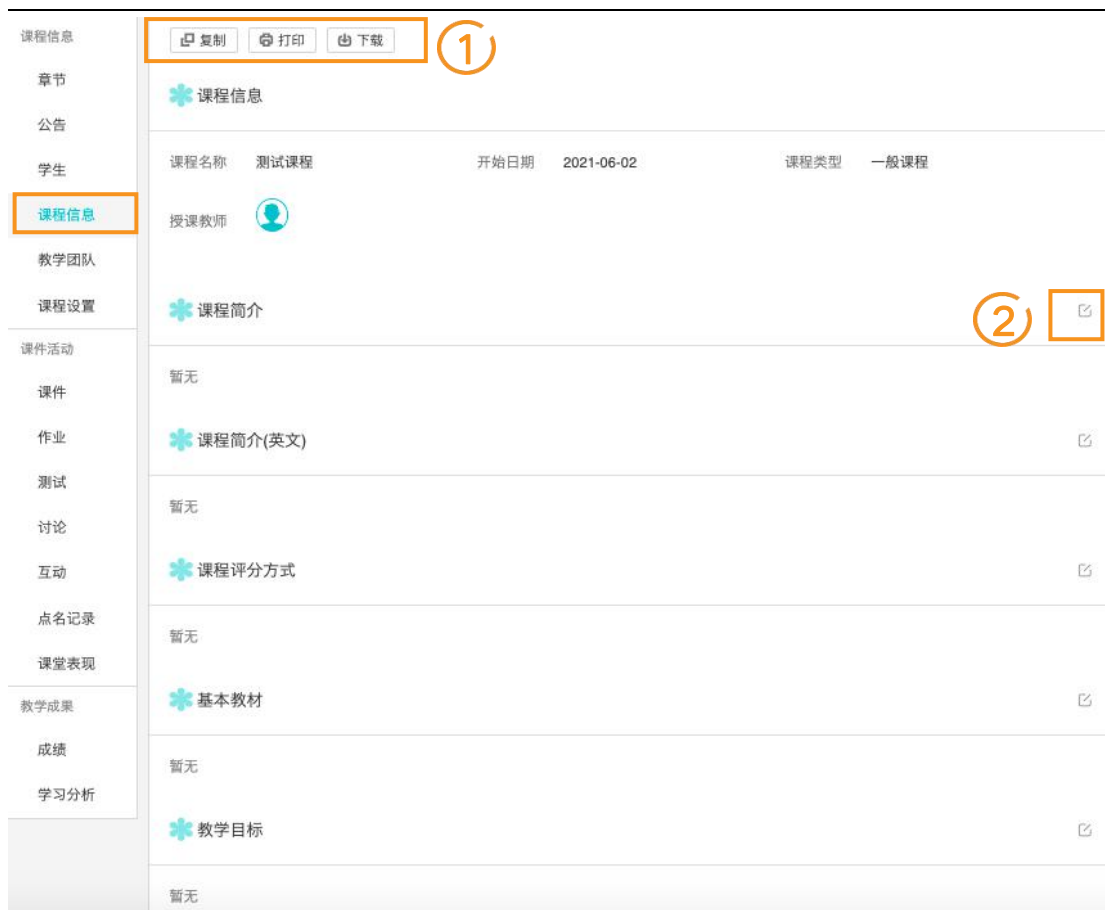 课程信息
章节
公告
学生
课程信息
教学团队
课程设置
课件活动
课件
作业
测试
讨论
互动
点名记录
课堂表现
教学成果
成绩
学习分析
复制 打印 下载 1
课程信息
课程名称 测试课程 开始日期 2021-06-02 课程类型 一般课程
授课教师
课程简介 2
暂无
课程简介(英文)
暂无
课程评分方式
暂无
基本教材
暂无
教学目标
暂无